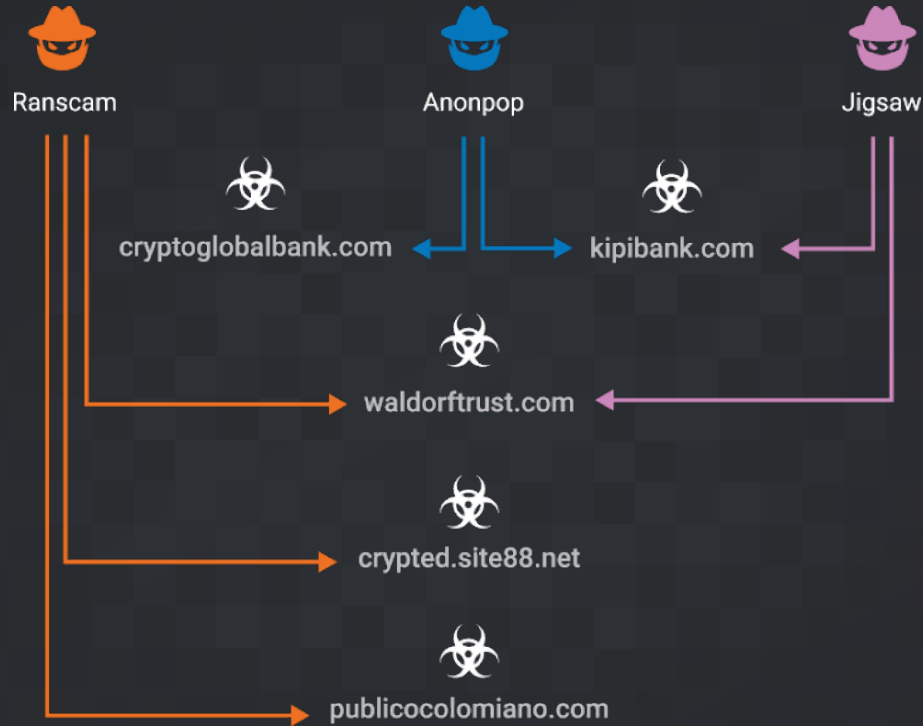 Ranscam
Anonpop
Jigsaw
cryptoglobalbank.com
kipibank.com
waldorftrust.com
crypted.site88.net
publicocolomiano.com